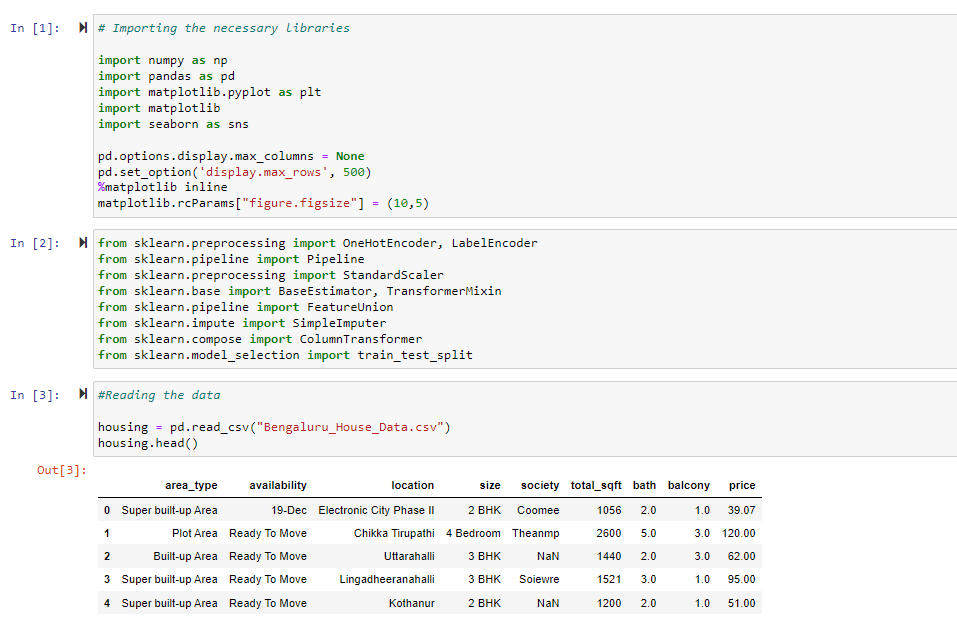 In [1]:
# Importing the necessary libraries
import numpy as np
import pandas as pd
import matplotlib.pyplot as plt
import matplotlib
import seaborn as sns
pd.options.display.max_columns = None
pd.set_option('display.max_rows', 500)
%matplotlib inline
matplotlib.rcParams["figure.figsize"] = (10,5)
In [2]:
from sklearn.preprocessing import OneHotEncoder, LabelEncoder
from sklearn.pipeline import Pipeline
from sklearn.preprocessing import StandardScaler
from sklearn.base import BaseEstimator, TransformerMixin
from sklearn.pipeline import FeatureUnion
from sklearn.impute import SimpleImputer
from sklearn.compose import ColumnTransformer
from sklearn.model_selection import train_test_split
In [3]:
#Reading the data
housing = pd.read_csv("Bengaluru_House_Data.csv")
housing.head()
Out[3]:
area_type availability location size society total_sqft bath balcony price
0 Super built-up Area 19-Dec Electronic City Phase II 2 BHK Coomee 1056 2.0 1.0 39.07
1 Plot Area Ready To Move Chikka Tirupathi 4 Bedroom Theanmp 2600 5.0 3.0 120.00
2 Built-up Area Ready To Move Uttarahalli 3 BHK NaN 1440 2.0 3.0 62.00
3 Super built-up Area Ready To Move Lingadheeranahalli 3 BHK Soiewre 1521 3.0 1.0 95.00
4 Super built-up Area Ready To Move Kothanur 2 BHK NaN 1200 2.0 1.0 51.00